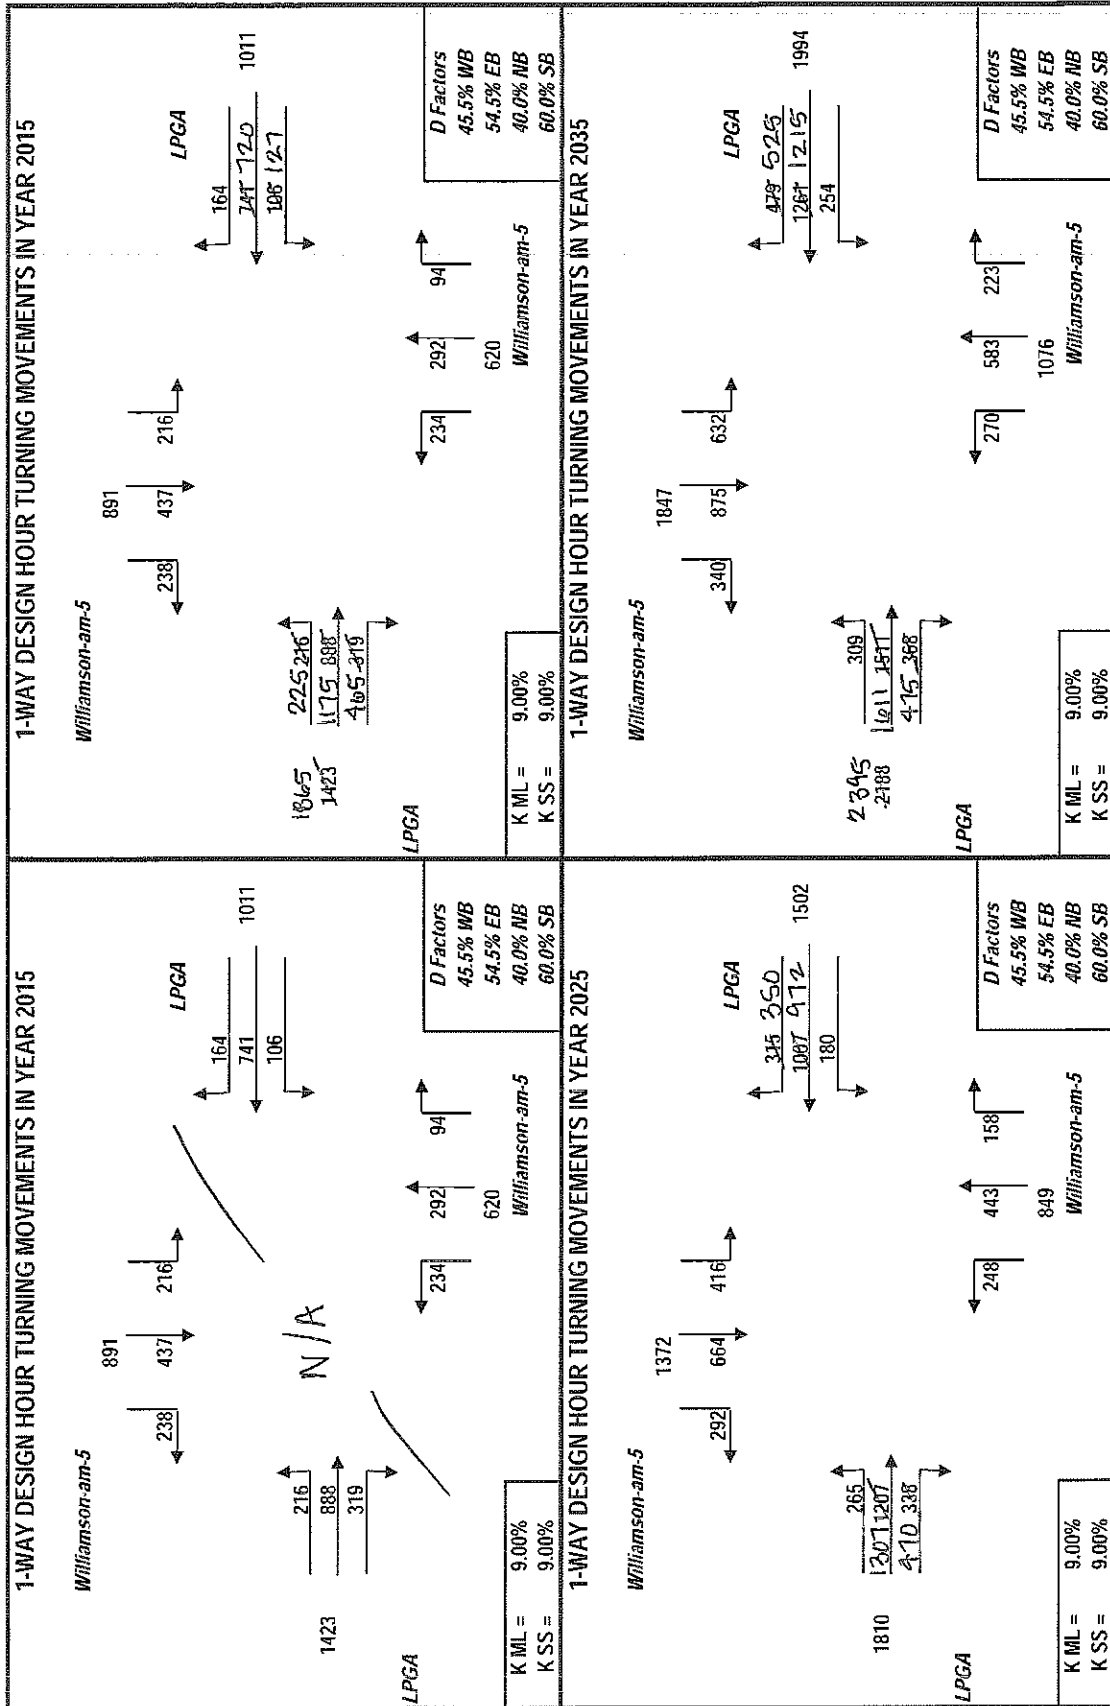 1-WAY DESIGN HOUR TURNING MOVEMENTS IN YEAR 2015
Williamson-am-5
891
238
437
216
LPGA
164
741
106
1011
N/A
216
888
319
1423
LPGA
234
292
94
620
Williamson-am-5
K ML = 9.00%
K SS = 9.00%
D Factors
45.5% WB
54.5% EB
40.0% NB
60.0% SB
1-WAY DESIGN HOUR TURNING MOVEMENTS IN YEAR 2015
Williamson-am-5
891
238
437
216
LPGA
164
741 720
106 127
1011
225 216
1175 888
465 319
1865
1423
LPGA
234
292
94
620
Williamson-am-5
K ML = 9.00%
K SS = 9.00%
D Factors
45.5% WB
54.5% EB
40.0% NB
60.0% SB
1-WAY DESIGN HOUR TURNING MOVEMENTS IN YEAR 2025
Williamson-am-5
1372
292
664
416
LPGA
315 350
1007 972
180
1502
265
1307 1207
470 338
1810
LPGA
248
443
158
849
Williamson-am-5
K ML = 9.00%
K SS = 9.00%
D Factors
45.5% WB
54.5% EB
40.0% NB
60.0% SB
1-WAY DESIGN HOUR TURNING MOVEMENTS IN YEAR 2035
Williamson-am-5
1847
340
875
632
LPGA
479 525
1261 1215
254
1994
309
1611 1511
475 368
2395
2188
LPGA
270
583
223
1076
Williamson-am-5
K ML = 9.00%
K SS = 9.00%
D Factors
45.5% WB
54.5% EB
40.0% NB
60.0% SB